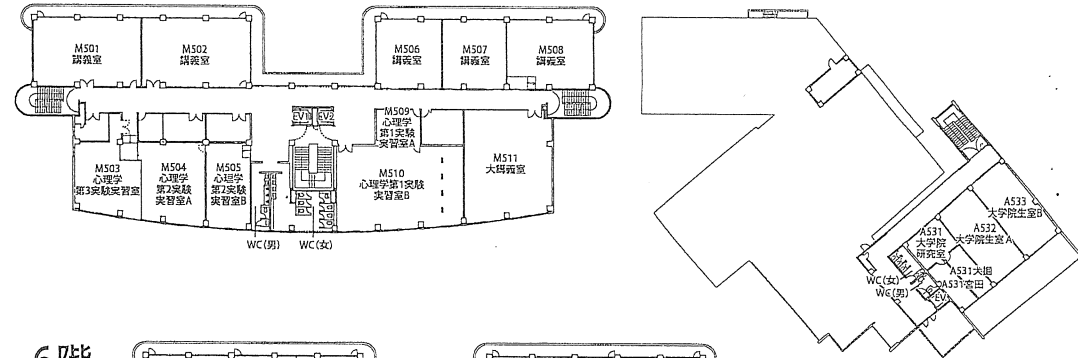 M501
講義室
M502
講義室
M506
講義室
M507
講義室
M508
講義室
EV1
EV2
M509
心理学
第1実験
実習室A
M503
心理学
第3実験実習室
M504
心理学
第2実験
実習室A
M505
心理学
第2実験
実習室B
M510
心理学第1実験
実習室B
M511
大講義室
WC(男)
WC(女)
A533
大学院生室B
A532
大学院生室A
A531
大学院
研究室
A531犬堀
A531宮田
WC(女)
WC(男)
EV
6階